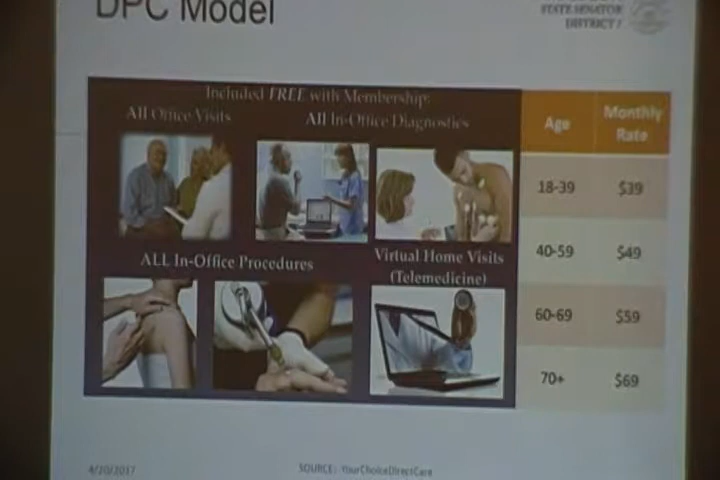 DPC Model
STATE SENATOR
DISTRICT 7
Included FREE with Membership:
All Office Visits
All In-Office Diagnostics
ALL In-Office Procedures
Virtual Home Visits
(Telemedicine)
Age
Monthly
Rate
18-39
$39
40-59
$49
60-69
$59
70+
$69
4/20/2017
SOURCE: YourChoiceDirectCare